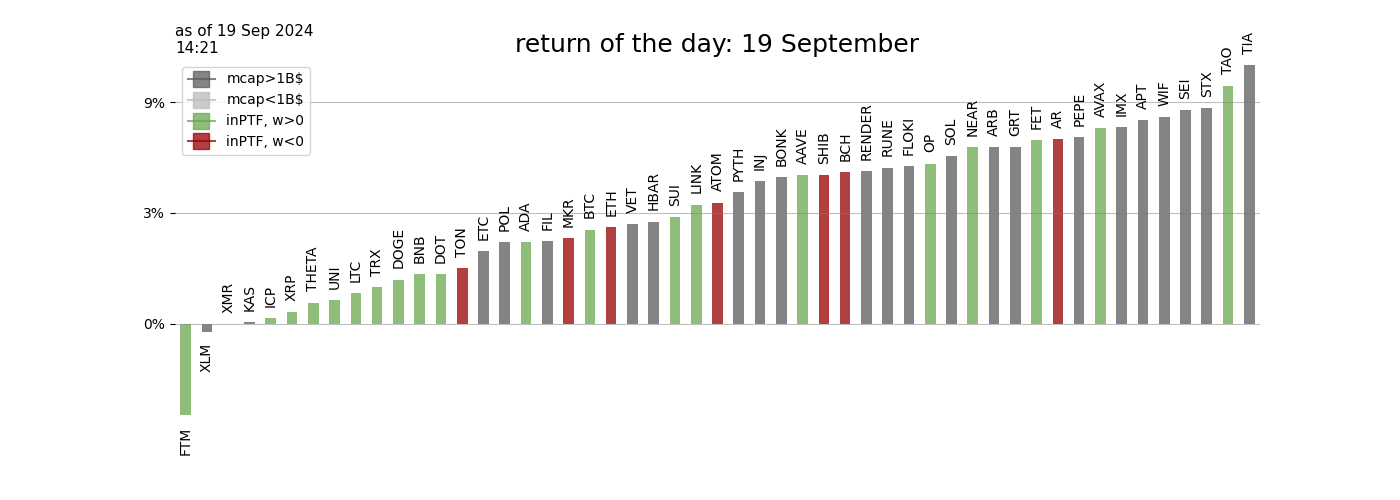 as of 19 Sep 2024
14:21
return of the day: 19 September
mcap>1B$
mcap<1B$
inPTF, w>0
inPTF, w<0
9%
3%
0%
FTM
XLM
XMR
KAS
ICP
XRP
THETA
UNI
LTC
TRX
DOGE
BNB
DOT
TON
ETC
POL
ADA
FIL
MKR
BTC
ETH
VET
HBAR
SUI
LINK
ATOM
PYTH
INJ
BONK
AAVE
SHIB
BCH
RENDER
RUNE
FLOKI
OP
SOL
NEAR
ARB
GRT
FET
AR
PEPE
AVAX
IMX
APT
WIF
SEI
STX
TAO
TIA